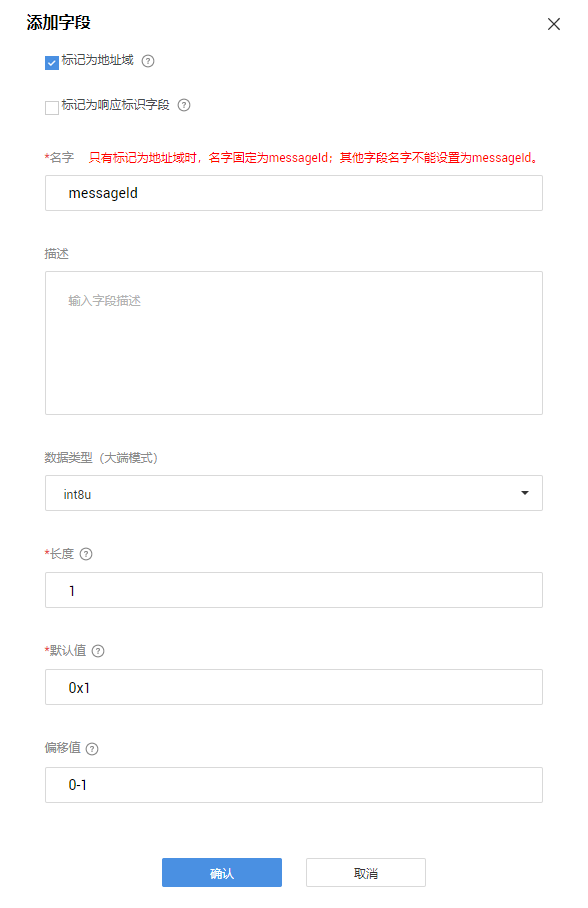 添加字段
标记为地址域
标记为响应标识字段
*名字 只有标记为地址域时，名字固定为messageId；其他字段名字不能设置为messageId。
messageId
描述
输入字段描述
数据类型（大端模式）
int8u
*长度
1
*默认值
0x1
偏移值
0-1
确认 取消